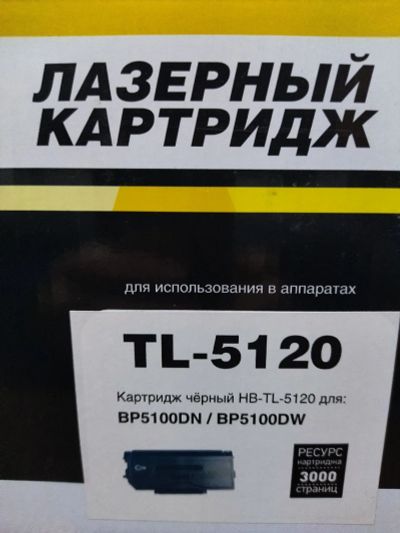 ЛАЗЕРНЫЙ
КАРТРИДЖ
для использования в аппаратах
TL-5120
Картридж чёрный HB-TL-5120 для:
BP5100DN / BP5100DW
РЕСУРС
картриджа
3000
страниц